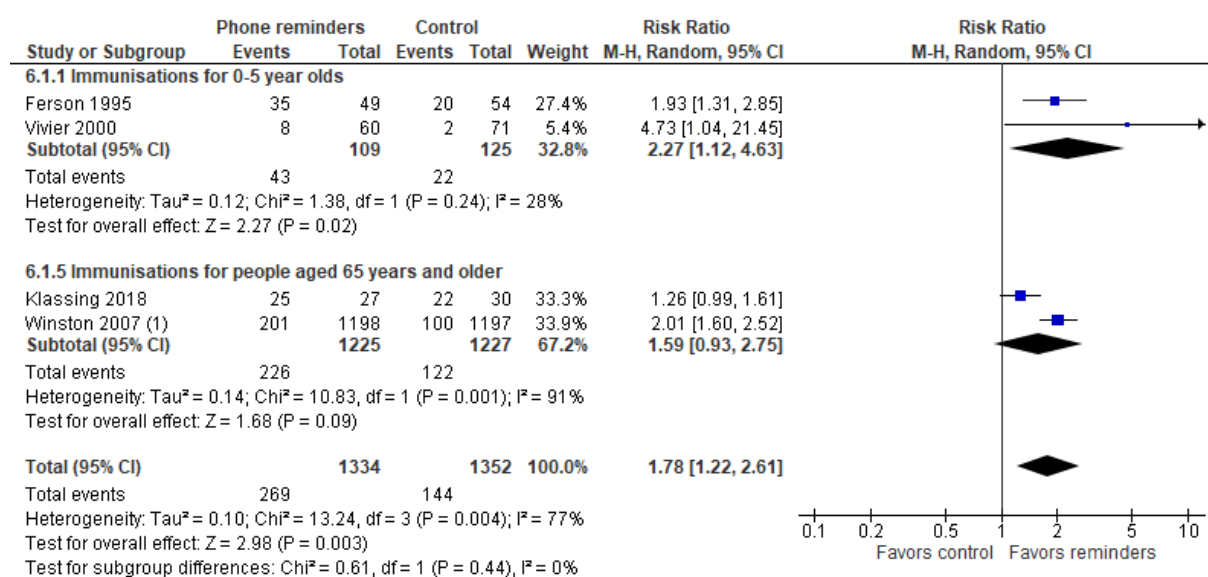 Phone reminders Control Risk Ratio Risk Ratio
Study or Subgroup Events Total Events Total Weight M-H, Random, 95% CI M-H, Random, 95% CI
6.1.1 Immunisations for 0-5 year olds
Ferson 1995 35 49 20 54 27.4% 1.93 [1.31, 2.85]
Vivier 2000 8 60 2 71 5.4% 4.73 [1.04, 21.45]
Subtotal (95% CI) 109 125 32.8% 2.27 [1.12, 4.63]
Total events 43 22
Heterogeneity: Tau² = 0.12; Chi² = 1.38, df = 1 (P = 0.24); I² = 28%
Test for overall effect: Z = 2.27 (P = 0.02)
6.1.5 Immunisations for people aged 65 years and older
Klassing 2018 25 27 22 30 33.3% 1.26 [0.99, 1.61]
Winston 2007 (1) 201 1198 100 1197 33.9% 2.01 [1.60, 2.52]
Subtotal (95% CI) 1225 1227 67.2% 1.59 [0.93, 2.75]
Total events 226 122
Heterogeneity: Tau² = 0.14; Chi² = 10.83, df = 1 (P = 0.001); I² = 91%
Test for overall effect: Z = 1.68 (P = 0.09)
Total (95% CI) 1334 1352 100.0% 1.78 [1.22, 2.61]
Total events 269 144
Heterogeneity: Tau² = 0.10; Chi² = 13.24, df = 3 (P = 0.004); I² = 77%
Test for overall effect: Z = 2.98 (P = 0.003)
Test for subgroup differences: Chi² = 0.61, df = 1 (P = 0.44), I² = 0%
0.1 0.2 0.5 1 2 5 10
Favors control Favors reminders